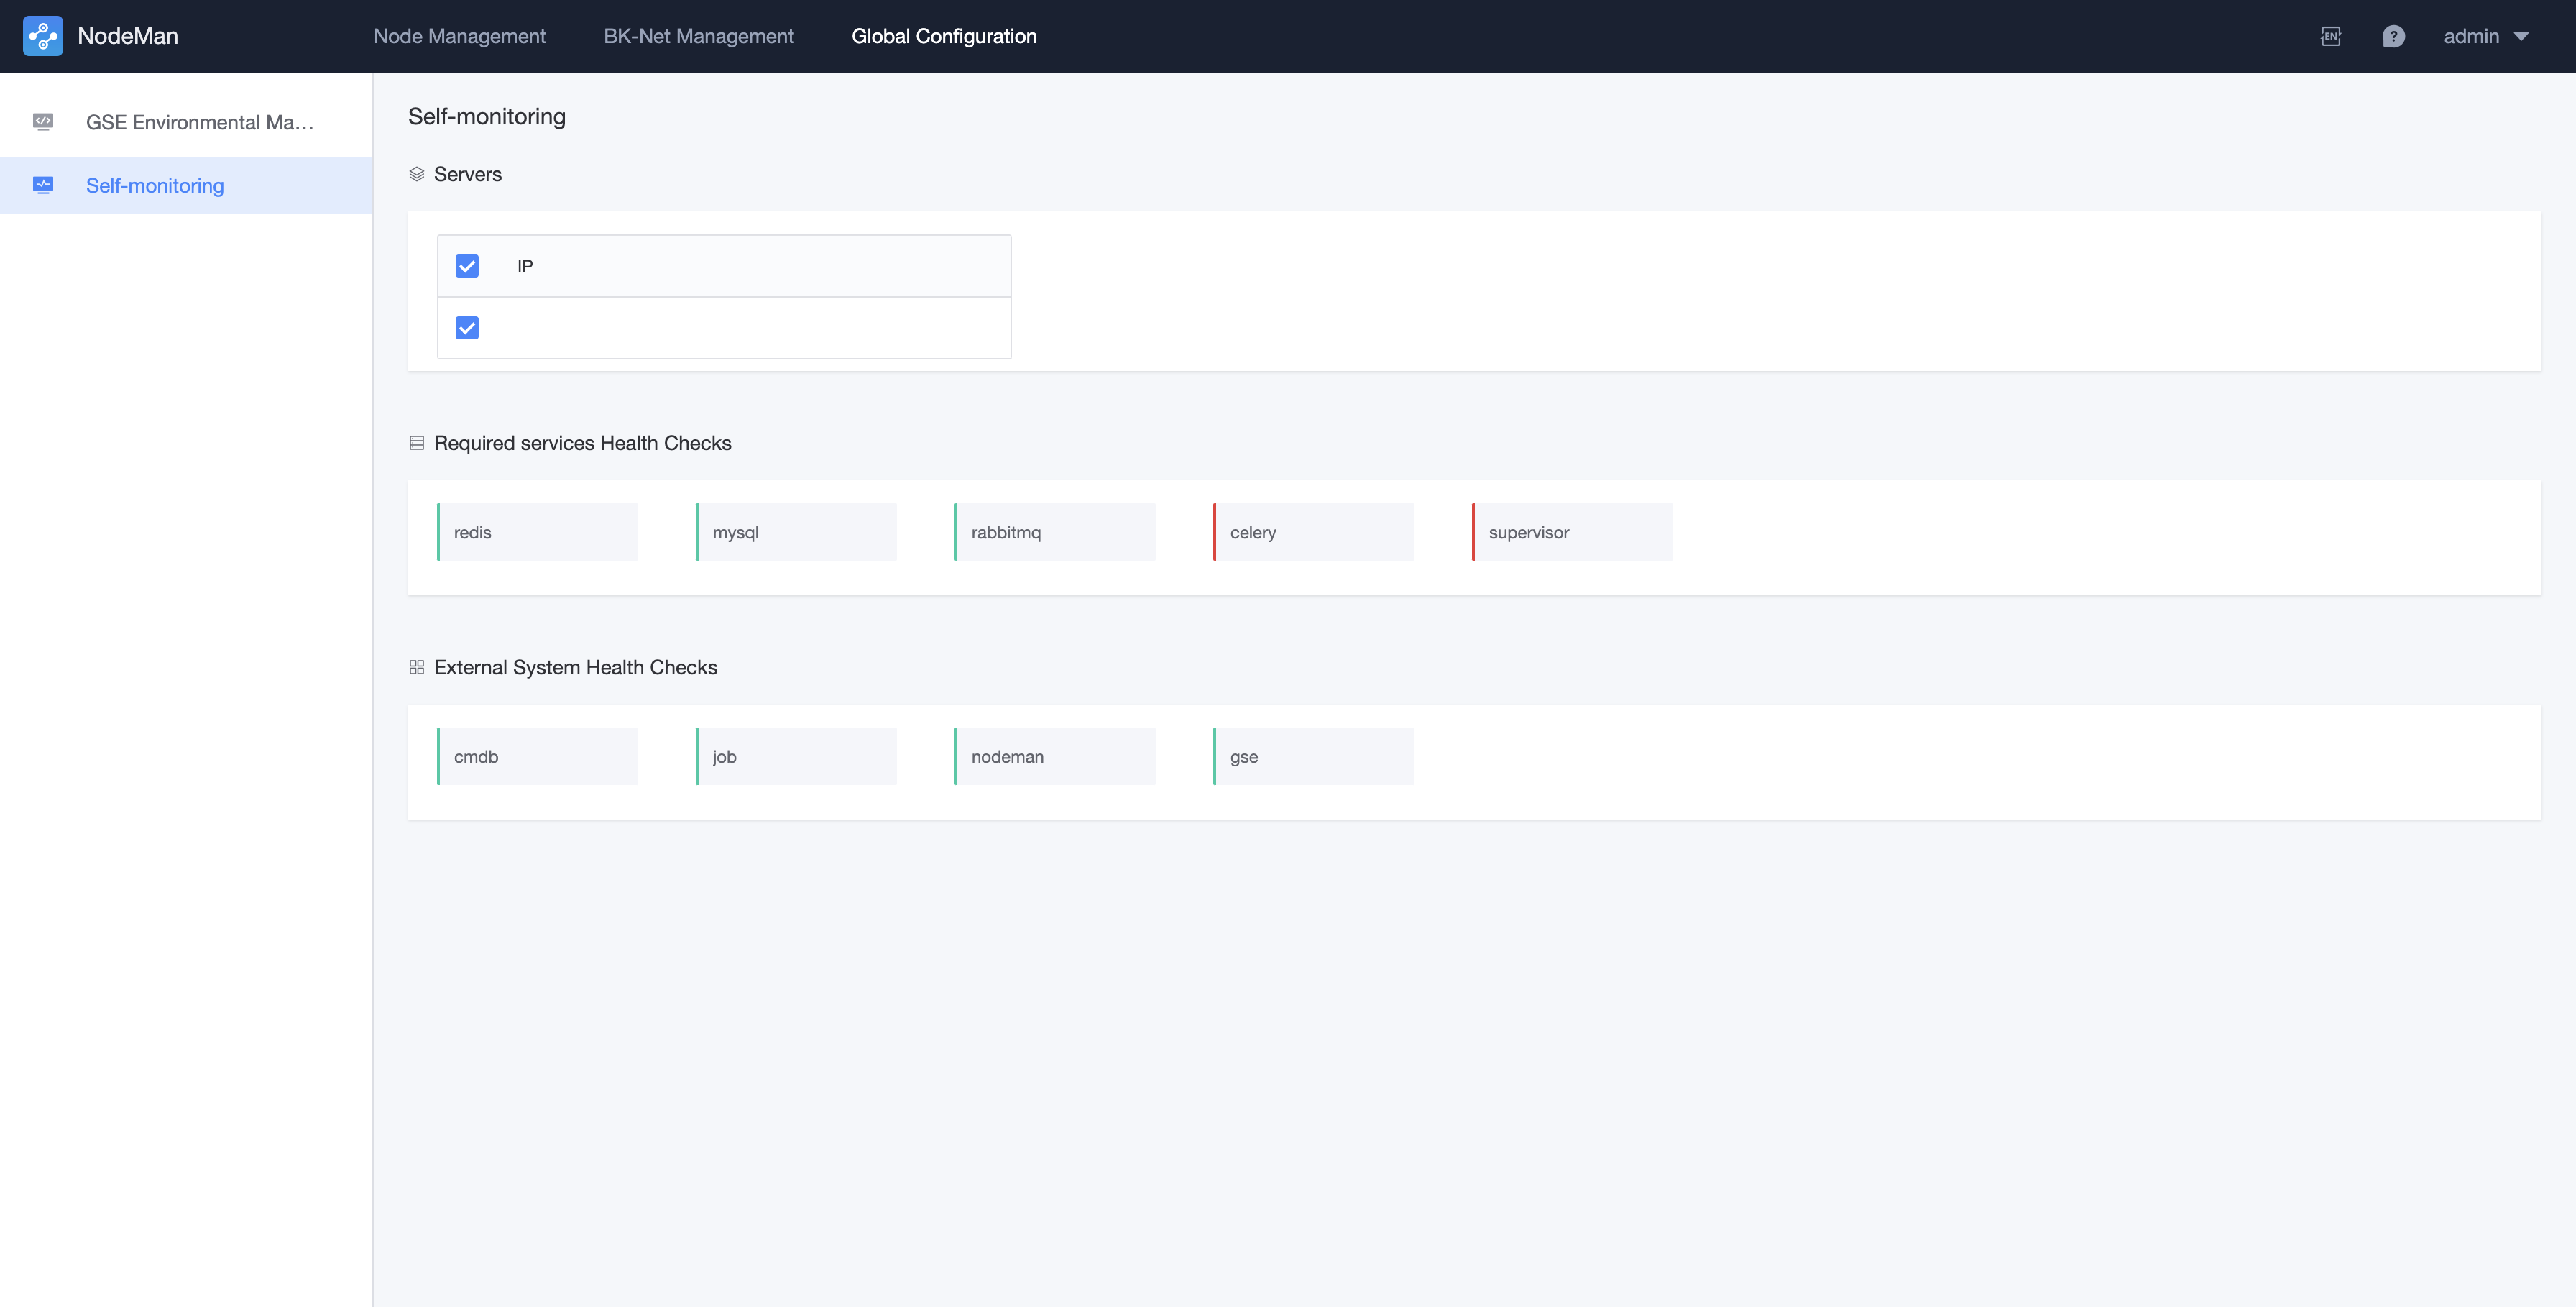 NodeMan
Node Management
BK-Net Management
Global Configuration
EN
?
admin
GSE Environmental Ma...
Self-monitoring
Self-monitoring
Servers
IP
Required services Health Checks
redis
mysql
rabbitmq
celery
supervisor
External System Health Checks
cmdb
job
nodeman
gse